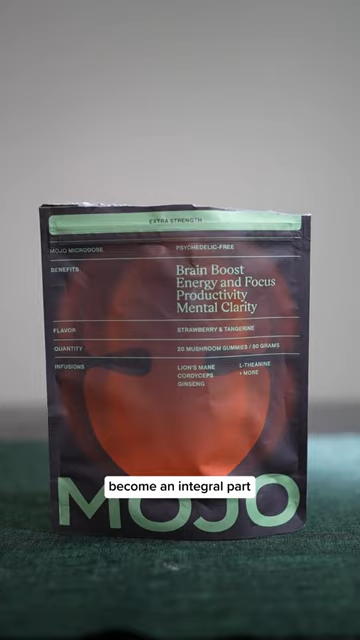 EXTRA STRENGTH
MOJO MICRODOSE
PSYCHEDELIC-FREE
BENEFITS
Brain Boost
Energy and Focus
Productivity
Mental Clarity
FLAVOR
STRAWBERRY & TANGERINE
QUANTITY
20 MUSHROOM GUMMIES / 80 GRAMS
INFUSIONS
LION'S MANE
CORDYCEPS
GINSENG
L-THEANINE
+ MORE
become an integral part
MOJO